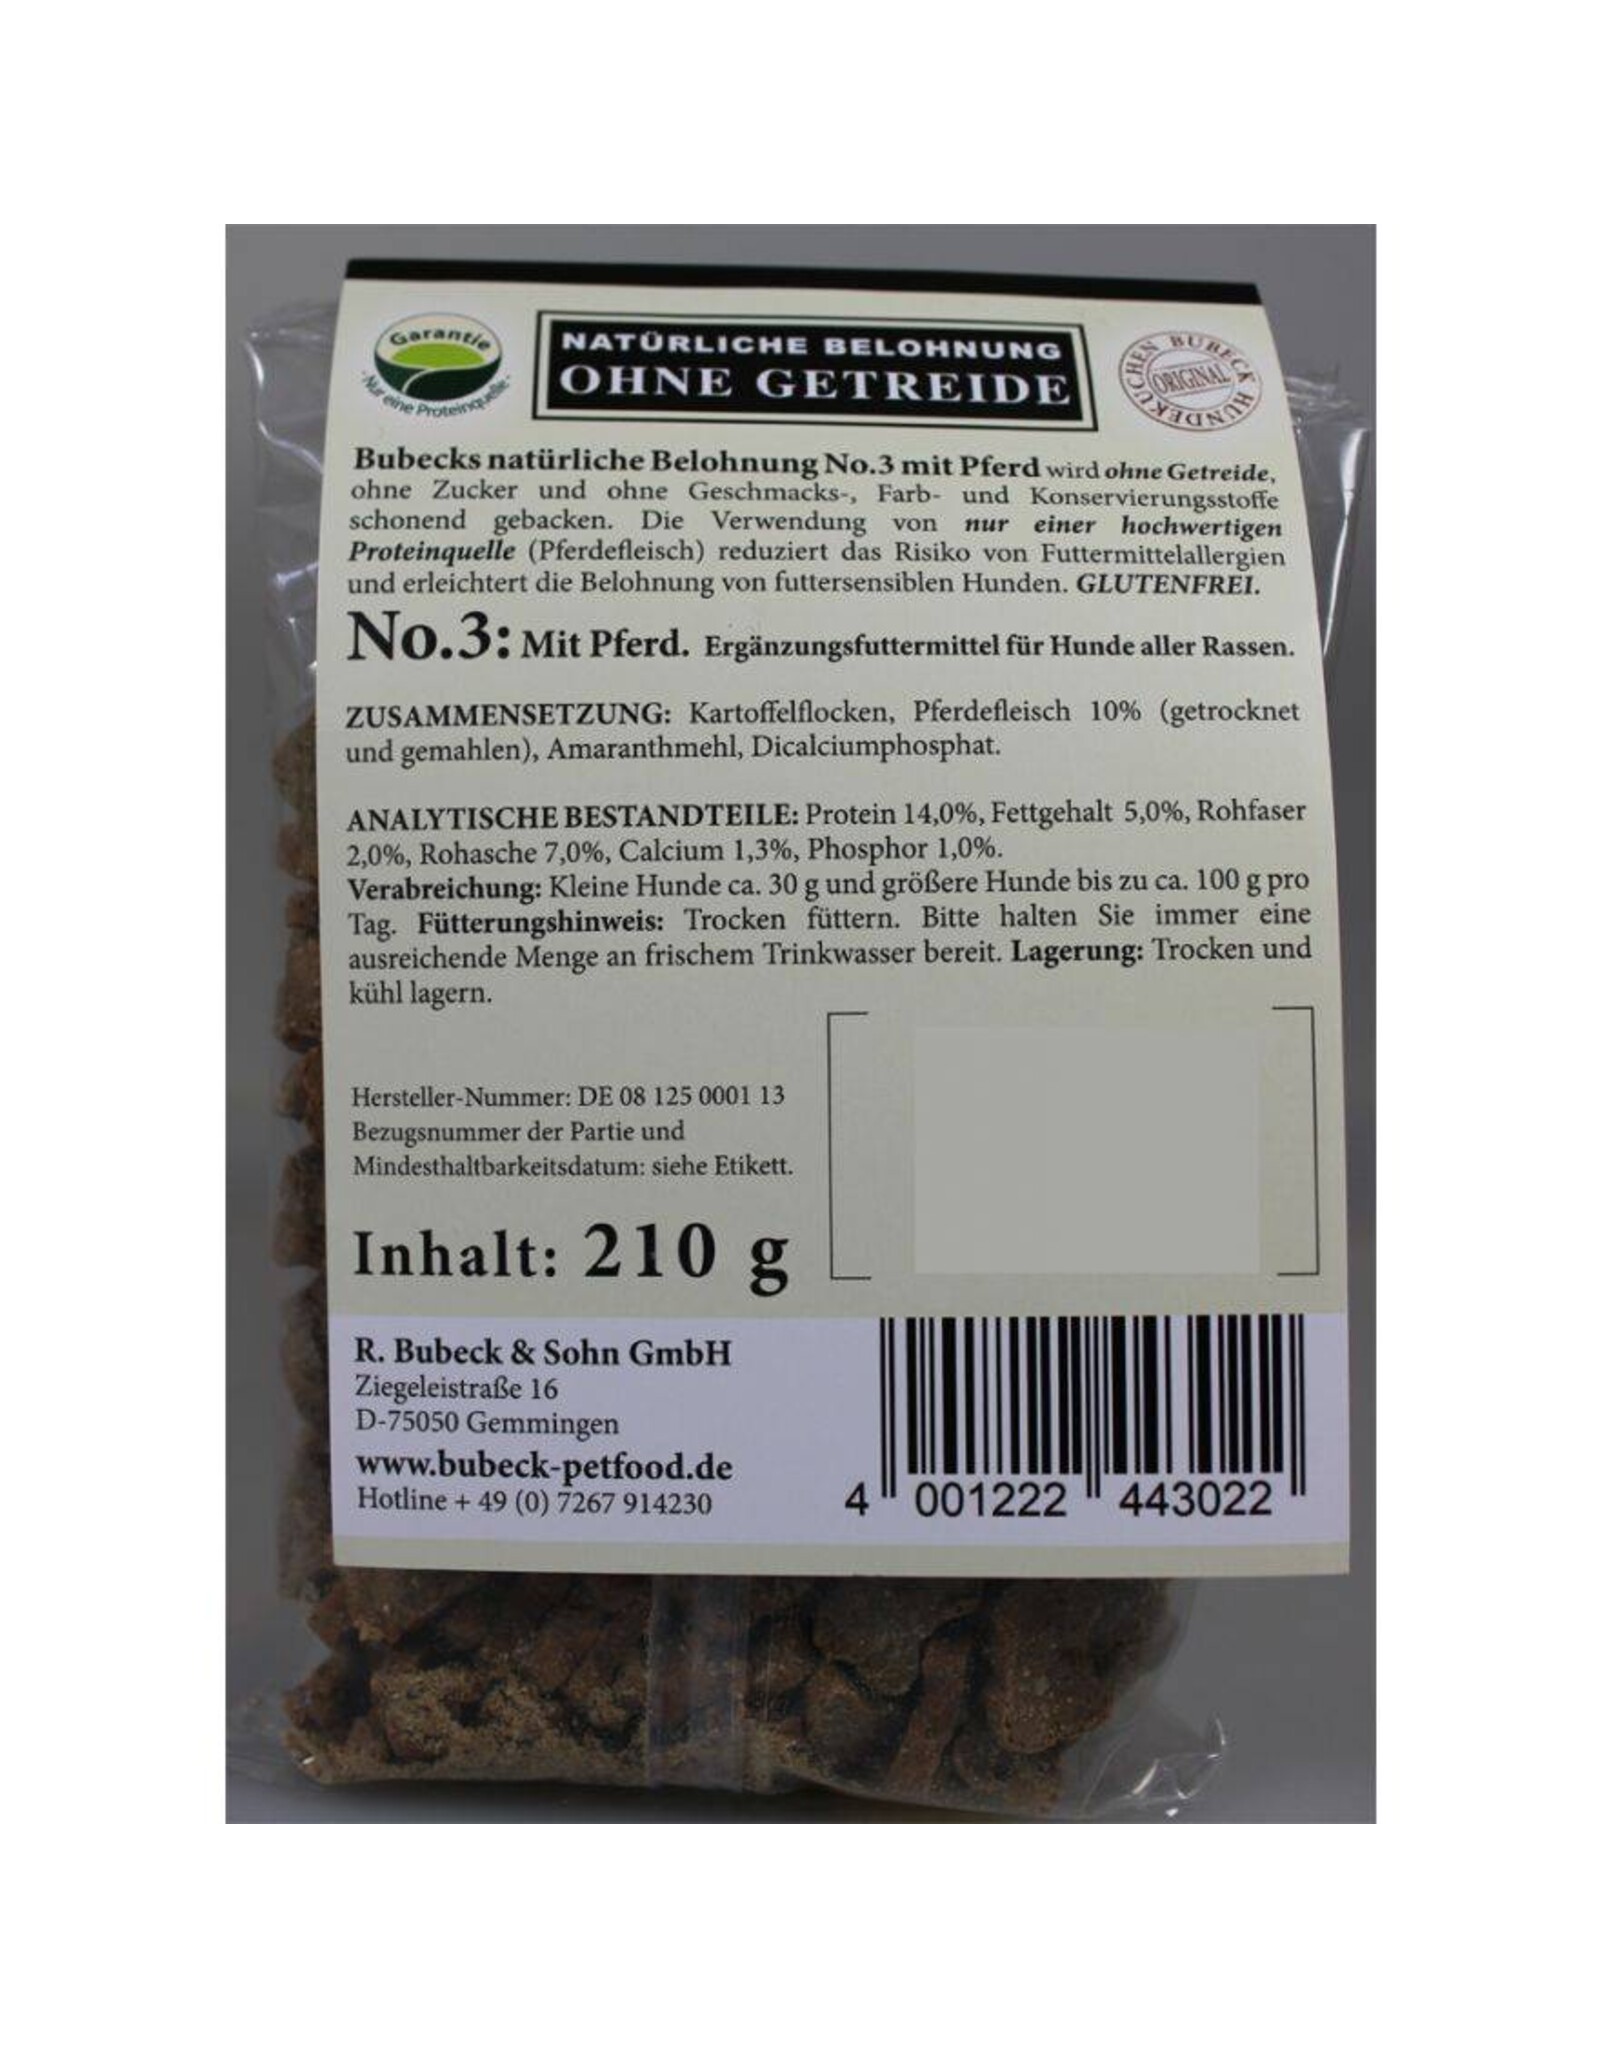 Garantie
- Nur eine Proteinquelle -
NATÜRLICHE BELOHNUNG
OHNE GETREIDE
BUBECK HUNDEKUCHEN
ORIGINAL
Bubecks natürliche Belohnung No.3 mit Pferd wird ohne Getreide,
ohne Zucker und ohne Geschmacks-, Farb- und Konservierungsstoffe
schonend gebacken. Die Verwendung von nur einer hochwertigen
Proteinquelle (Pferdefleisch) reduziert das Risiko von Futtermittelallergien
und erleichtert die Belohnung von futtersensiblen Hunden. GLUTENFREI.
No.3: Mit Pferd. Ergänzungsfuttermittel für Hunde aller Rassen.
ZUSAMMENSETZUNG: Kartoffelflocken, Pferdefleisch 10% (getrocknet
und gemahlen), Amaranthmehl, Dicalciumphosphat.
ANALYTISCHE BESTANDTEILE: Protein 14,0%, Fettgehalt 5,0%, Rohfaser
2,0%, Rohasche 7,0%, Calcium 1,3%, Phosphor 1,0%.
Verabreichung: Kleine Hunde ca. 30 g und größere Hunde bis zu ca. 100 g pro
Tag. Fütterungshinweis: Trocken füttern. Bitte halten Sie immer eine
ausreichende Menge an frischem Trinkwasser bereit. Lagerung: Trocken und
kühl lagern.
Hersteller-Nummer: DE 08 125 0001 13
Bezugsnummer der Partie und
Mindesthaltbarkeitsdatum: siehe Etikett.
Inhalt: 210 g
R. Bubeck & Sohn GmbH
Ziegeleistraße 16
D-75050 Gemmingen
www.bubeck-petfood.de
Hotline + 49 (0) 7267 914230
4 001222 443022